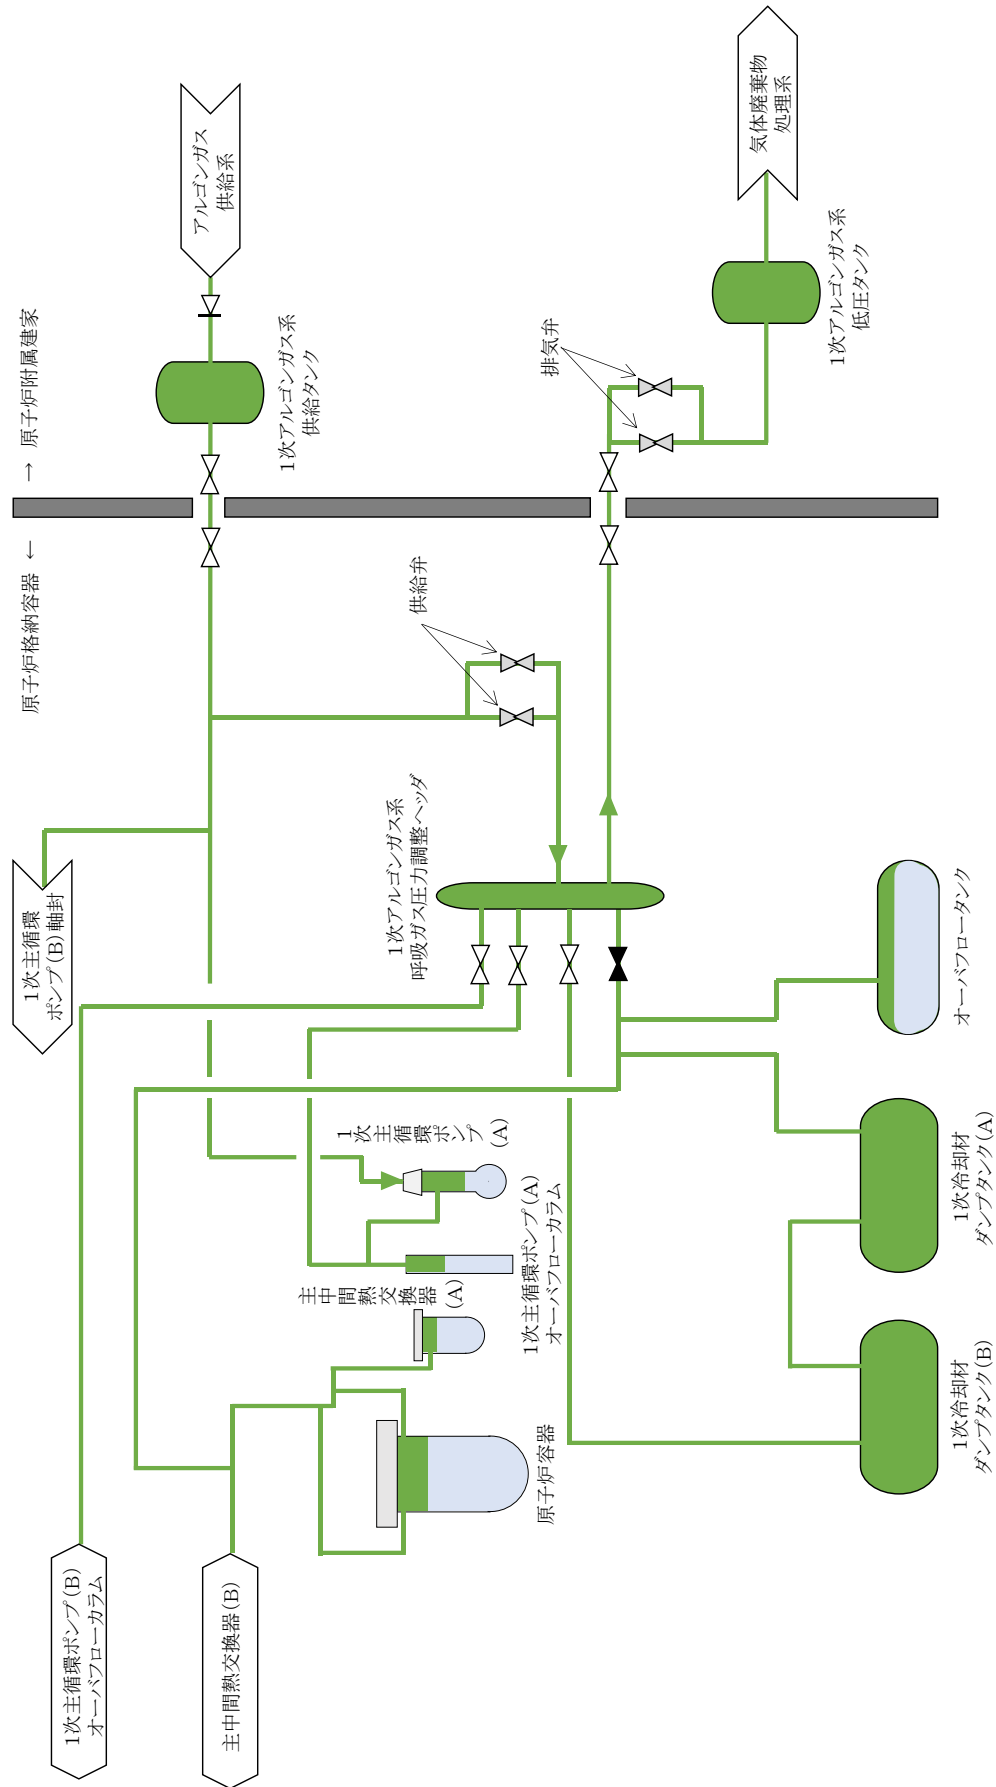 原子炉格納容器 ← → 原子炉附属建家
1次主循環ポンプ(B)
オーバフローカラム
1次主循環
ポンプ(B)軸封
アルゴンガス
供給系
主中間熱交換器(B)
1次アルゴンガス系
供給タンク
主中間熱交換器(A)
1次主循環ポンプ(A)
1次アルゴンガス系
呼吸ガス圧力調整ヘッダ
供給弁
原子炉容器
1次主循環ポンプ(A)
オーバフローカラム
排気弁
気体廃棄物
処理系
1次アルゴンガス系
低圧タンク
1次冷却材
ダンプタンク(B)
1次冷却材
ダンプタンク(A)
オーバフロータンク